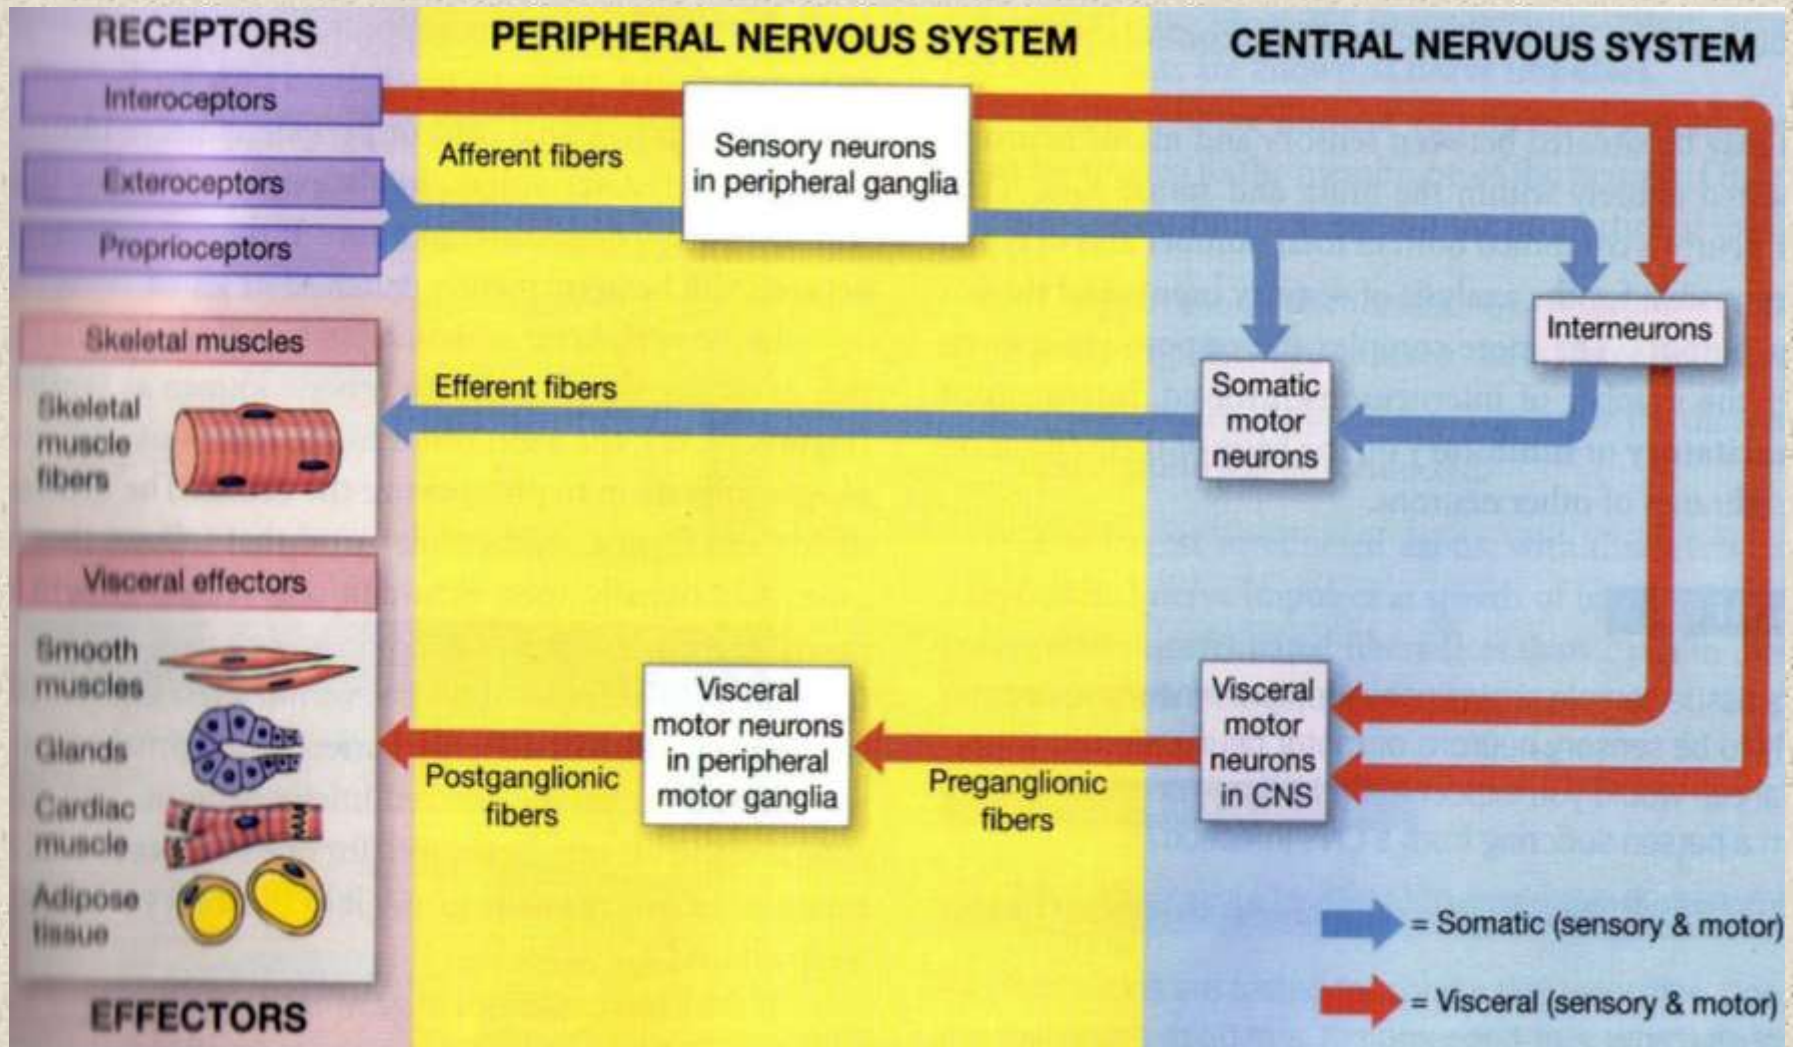 RECEPTORS
PERIPHERAL NERVOUS SYSTEM
CENTRAL NERVOUS SYSTEM
Interoceptors
Exteroceptors
Proprioceptors
Afferent fibers
Sensory neurons
in peripheral ganglia
Interneurons
Skeletal muscles
Skeletal
muscle
fibers
Efferent fibers
Somatic
motor
neurons
Visceral effectors
Smooth
muscles
Glands
Cardiac
muscle
Adipose
tissue
Postganglionic
fibers
Visceral
motor neurons
in peripheral
motor ganglia
Preganglionic
fibers
Visceral
motor
neurons
in CNS
= Somatic (sensory & motor)
= Visceral (sensory & motor)
EFFECTORS